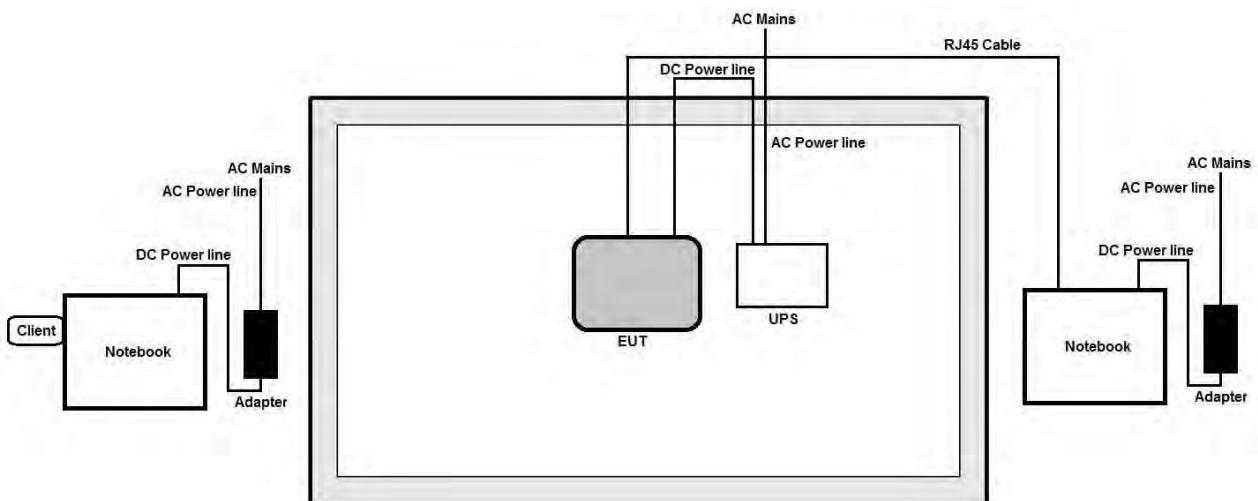 AC Mains
RJ45 Cable
DC Power line
AC Power line
AC Mains
AC Power line
DC Power line
Client
Notebook
Adapter
EUT
UPS
AC Mains
AC Power line
DC Power line
Notebook
Adapter